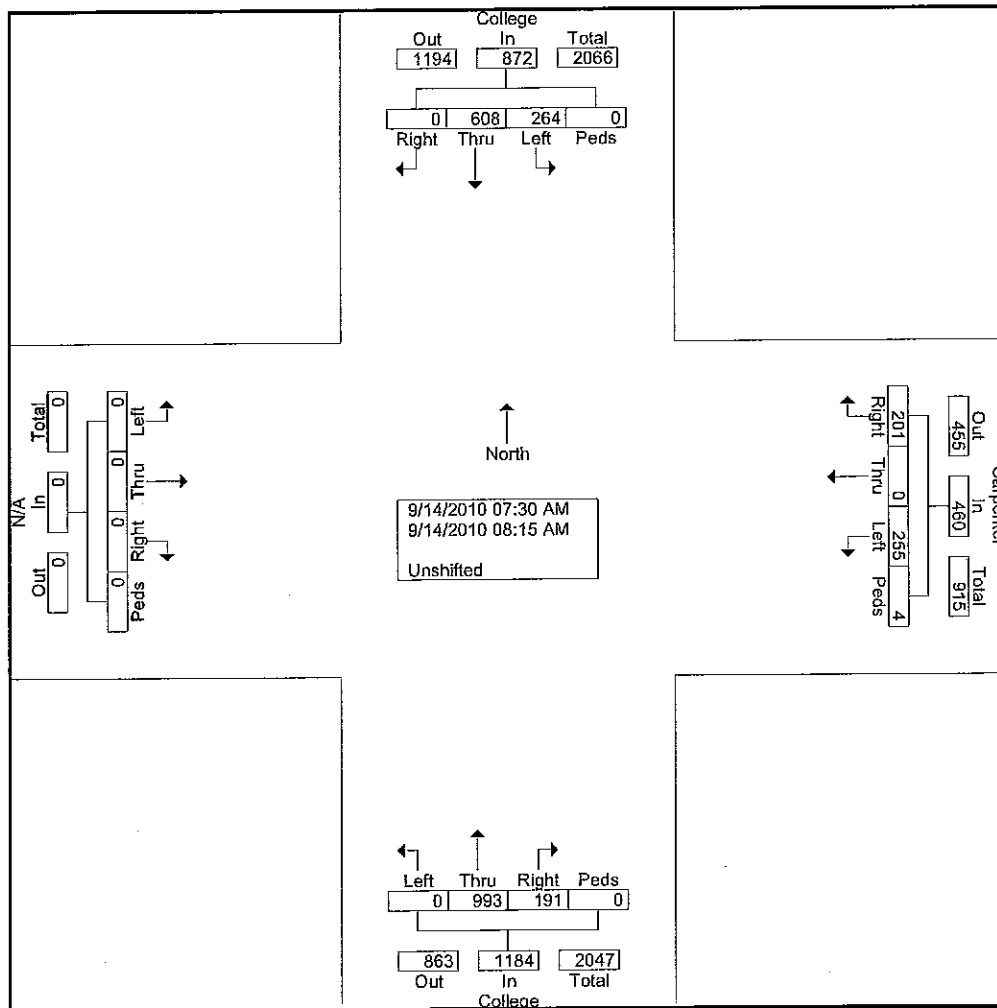 College
Out In Total
1194 872 2066
0 608 264 0
Right Thru Left Peds
Total In Out
0 0 0
N/A
0 0 0 0
Left Thru Right Peds
North
9/14/2010 07:30 AM
9/14/2010 08:15 AM
Unshifted
Right Thru Left Peds
201 0 255 4
Out In Total
455 460 915
Carpenter
Left Thru Right Peds
0 993 191 0
863 1184 2047
Out In Total
College